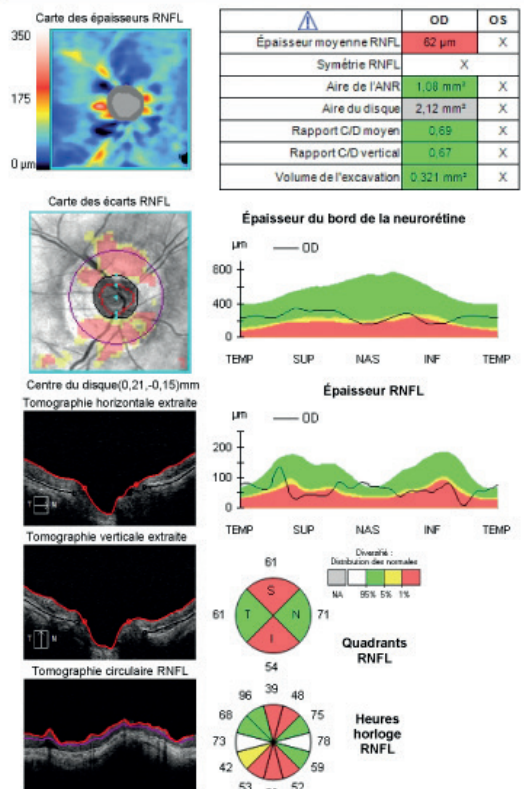 Carte des épaisseurs RNFL
350
175
0 µm
OD OS
Épaisseur moyenne RNFL 62 µm X
Symétrie RNFL X
Aire de l'ANR 1,08 mm² X
Aire du disque 2,12 mm² X
Rapport C/D moyen 0,69 X
Rapport C/D vertical 0,67 X
Volume de l'excavation 0.321 mm³ X
Carte des écarts RNFL
Centre du disque(0,21,-0,15)mm
Épaisseur du bord de la neurorétine
µm OD
800
400
0
TEMP SUP NAS INF TEMP
Épaisseur RNFL
µm OD
200
100
0
TEMP SUP NAS INF TEMP
Tomographie horizontale extraite
T N
Tomographie verticale extraite
T N
Tomographie circulaire RNFL
Diversifié :
Distribution des normales
NA 95% 5% 1%
61
S
61 T N 71
I
54
Quadrants
RNFL
39
96 48
68 75
73 78
42 59
53 52
Heures
horloge
RNFL